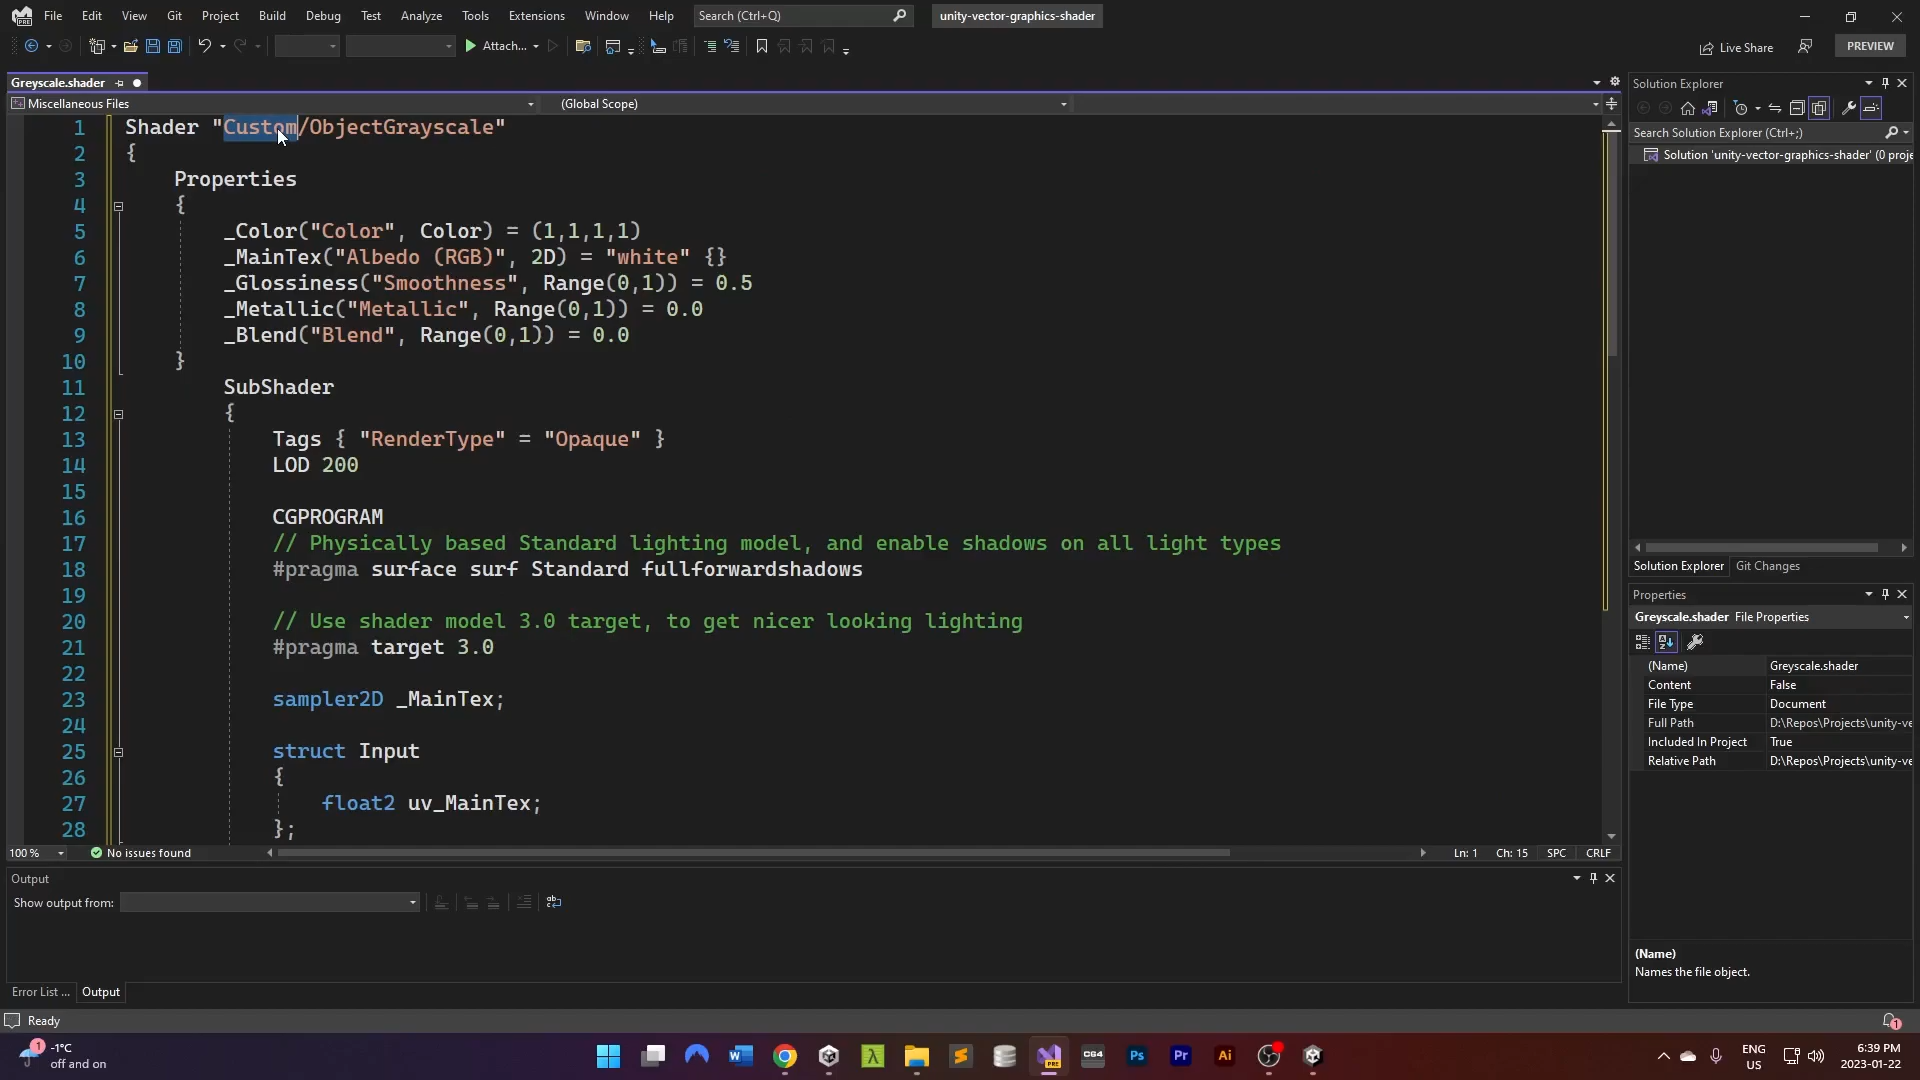 File Edit View Git Project Build Debug Test Analyze Tools Extensions Window Help Search (Ctrl+Q) unity-vector-graphics-shader
Attach... Live Share PREVIEW
Greyscale.shader
Miscellaneous Files (Global Scope)
1 Shader "Custom/ObjectGrayscale"
2 {
3 Properties
4 {
5 _Color("Color", Color) = (1,1,1,1)
6 _MainTex("Albedo (RGB)", 2D) = "white" {}
7 _Glossiness("Smoothness", Range(0,1)) = 0.5
8 _Metallic("Metallic", Range(0,1)) = 0.0
9 _Blend("Blend", Range(0,1)) = 0.0
10 }
11 SubShader
12 {
13 Tags { "RenderType" = "Opaque" }
14 LOD 200
15
16 CGPROGRAM
17 // Physically based Standard lighting model, and enable shadows on all light types
18 #pragma surface surf Standard fullforwardshadows
19
20 // Use shader model 3.0 target, to get nicer looking lighting
21 #pragma target 3.0
22
23 sampler2D _MainTex;
24
25 struct Input
26 {
27 float2 uv_MainTex;
28 };
100 % No issues found Ln: 1 Ch: 15 SPC CRLF
Output
Show output from:
Error List ... Output
Ready
Solution Explorer
Search Solution Explorer (Ctrl+;)
Solution 'unity-vector-graphics-shader' (0 proje
Solution Explorer Git Changes
Properties
Greyscale.shader File Properties
(Name) Greyscale.shader
Content False
File Type Document
Full Path D:\Repos\Projects\unity-ve
Included In Project True
Relative Path D:\Repos\Projects\unity-ve
(Name)
Names the file object.
1
1
-1°C
off and on
PRE
CG4
Ps
Pr
Ai
ENG
US
6:39 PM
2023-01-22